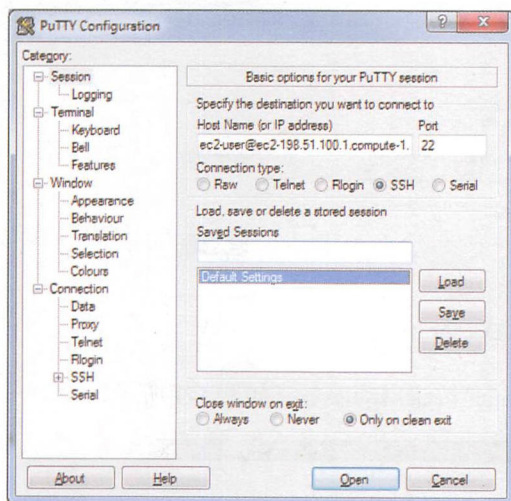 PuTTY Configuration
Category:
Session
Logging
Terminal
Keyboard
Bell
Features
Window
Appearance
Behaviour
Translation
Selection
Colours
Connection
Data
Proxy
Telnet
Rlogin
SSH
Serial
Basic options for your PuTTY session
Specify the destination you want to connect to
Host Name (or IP address) Port
ec2-user@ec2-198.51.100.1.compute-1. 22
Connection type:
Raw Telnet Rlogin SSH Serial
Load, save or delete a stored session
Saved Sessions
Default Settings
Load
Save
Delete
Close window on exit:
Always Never Only on clean exit
About Help Open Cancel